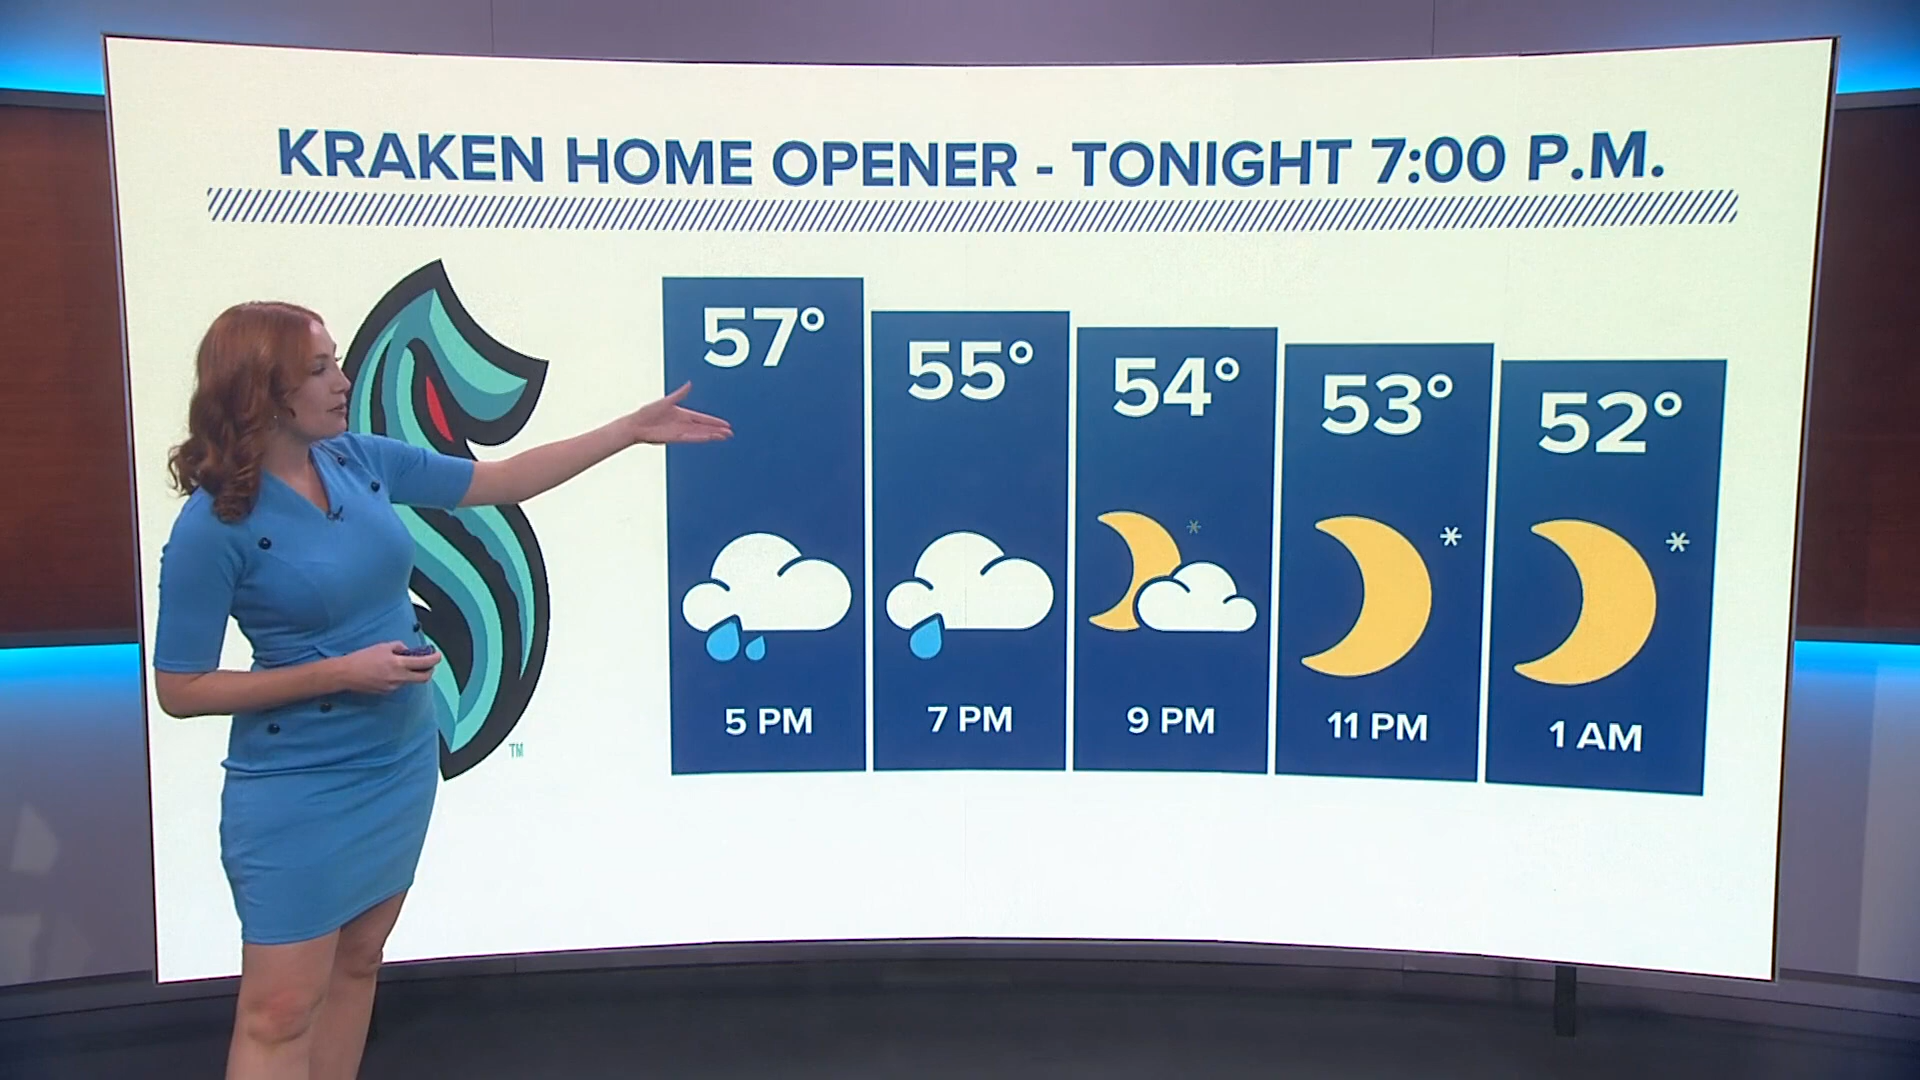 KRAKEN HOME OPENER - TONIGHT 7:00 P.M.
57° 55° 54° 53° 52°
5 PM 7 PM 9 PM 11 PM 1 AM
TM